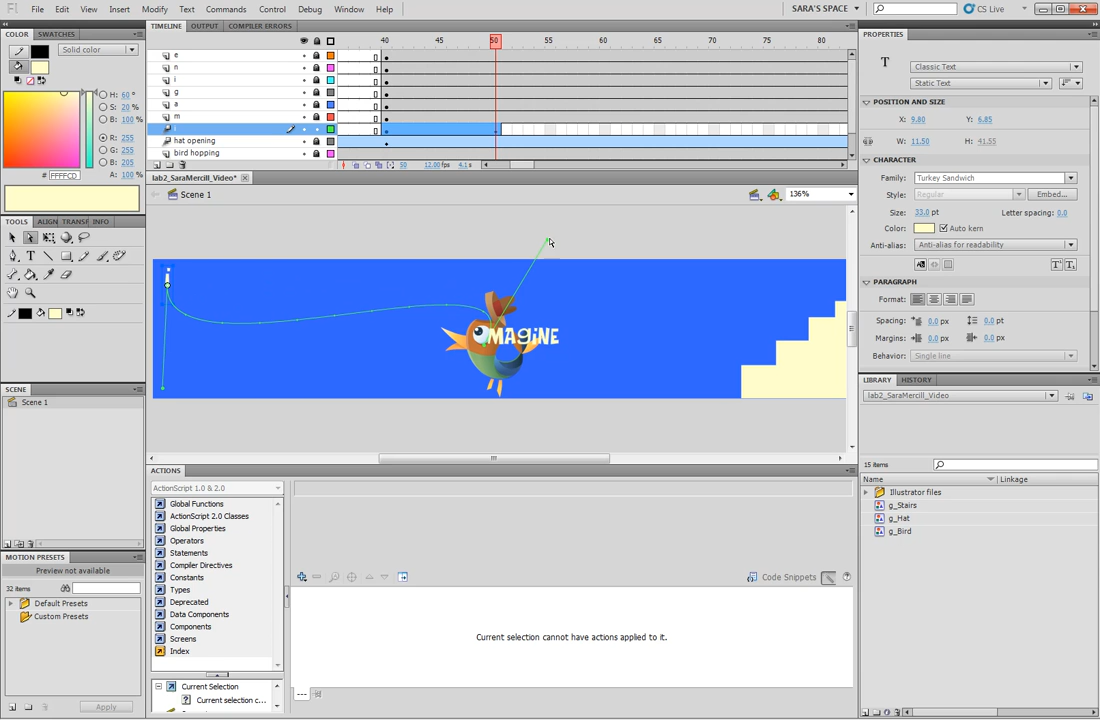 Fl File Edit View Insert Modify Text Commands Control Debug Window Help SARA'S SPACE CS Live
COLOR SWATCHES
Solid color
H: 60 °
S: 20 %
B: 100 %
R: 255
G: 255
B: 205
# FFFFCD A: 100 %
TOOLS ALIGN TRANSF INFO
SCENE
Scene 1
MOTION PRESETS
Preview not available
32 items
Default Presets
Custom Presets
Apply
TIMELINE OUTPUT COMPILER ERRORS
40 45 50 55 60 65 70 75 80
e
n
i
g
a
m
i
hat opening
bird hopping
50 12.00 fps 4.1 s
lab2_SaraMercill_Video*
Scene 1 136%
MAGINE
ACTIONS
ActionScript 1.0 & 2.0
Global Functions
ActionScript 2.0 Classes
Global Properties
Operators
Statements
Compiler Directives
Constants
Types
Deprecated
Data Components
Components
Screens
Index
Current Selection
Current selection c...
Code Snippets
Current selection cannot have actions applied to it.
PROPERTIES
T Classic Text
Static Text
POSITION AND SIZE
X: 9.80 Y: 6.85
W: 11.50 H: 41.55
CHARACTER
Family: Turkey Sandwich
Style: Regular Embed...
Size: 33.0 pt Letter spacing: 0.0
Color: Auto kern
Anti-alias: Anti-alias for readability
PARAGRAPH
Format:
Spacing: 0.0 px 0.0 pt
Margins: 0.0 px 0.0 px
Behavior: Single line
LIBRARY HISTORY
lab2_SaraMercill_Video
15 items
Name Linkage
Illustrator files
g_Stairs
g_Hat
g_Bird